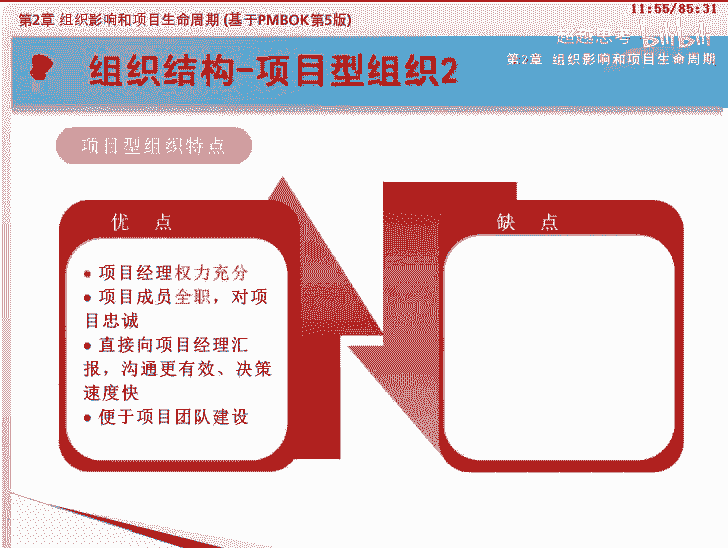 第2章 组织影响和项目生命周期 (基于PMBOK第5版)
11:55/85:31
超越思考 bilibili
组织结构-项目型组织2
第2章 组织影响和项目生命周期
项目型组织特点
优 点
缺 点
• 项目经理权力充分
• 项目成员全职，对项
目忠诚
• 直接向项目经理汇
报，沟通更有效、决策
速度快
• 便于项目团队建设